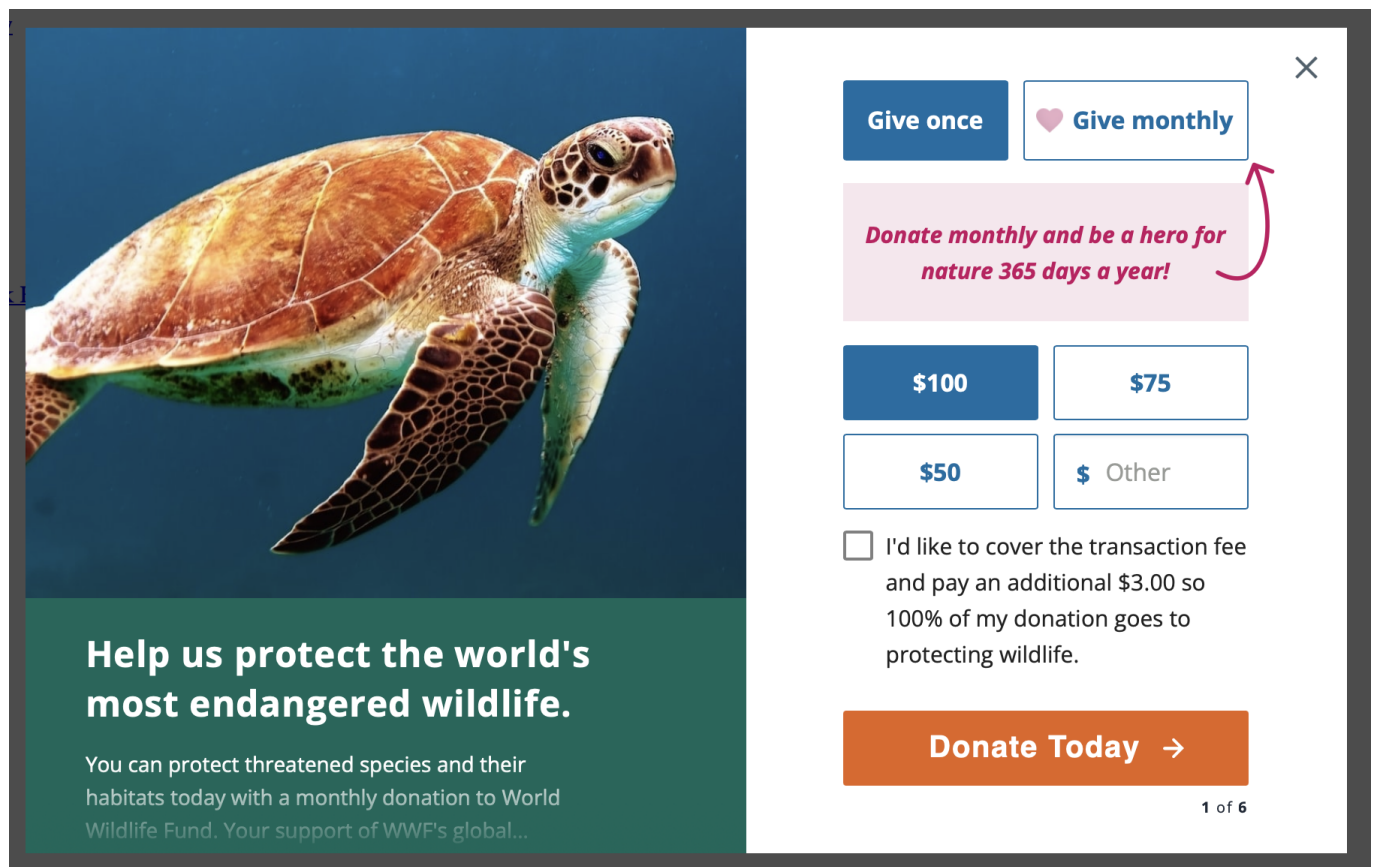 Help us protect the world's
most endangered wildlife.
You can protect threatened species and their
habitats today with a monthly donation to World
Wildlife Fund. Your support of WWF's global...
Give once
Give monthly
Donate monthly and be a hero for
nature 365 days a year!
$100
$75
$50
$ Other
I'd like to cover the transaction fee
and pay an additional $3.00 so
100% of my donation goes to
protecting wildlife.
Donate Today →
1 of 6